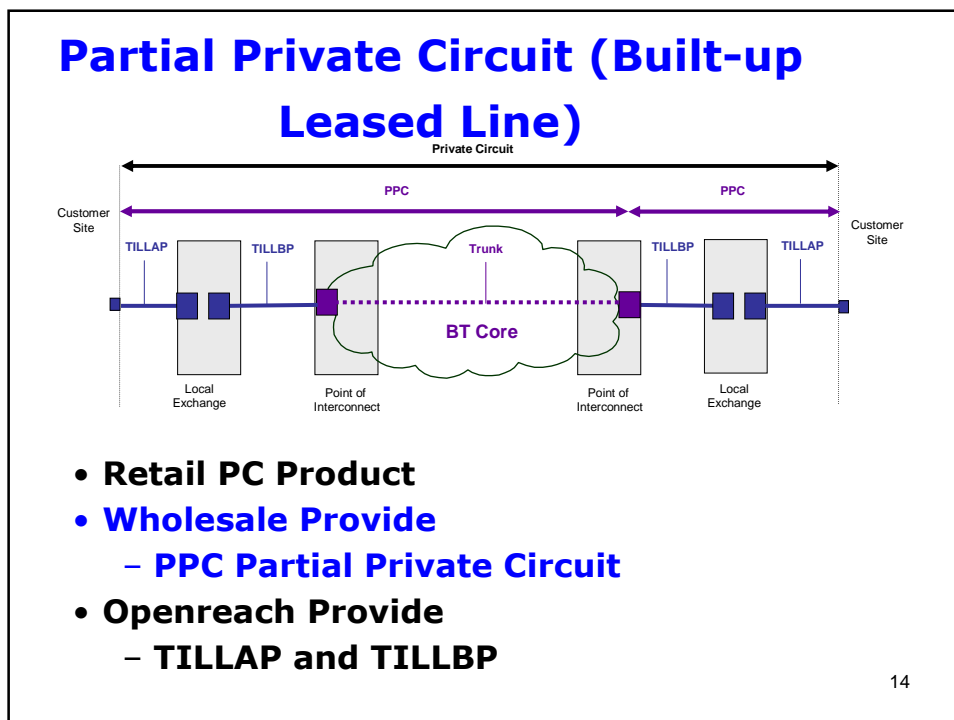 Partial Private Circuit (Built-up
Leased Line)
Private Circuit
PPC PPC
Customer
Site
Customer
Site
TILLAP TILLBP Trunk TILLBP TILLAP
BT Core
Local
Exchange
Point of
Interconnect
Point of
Interconnect
Local
Exchange
• Retail PC Product
• Wholesale Provide
– PPC Partial Private Circuit
• Openreach Provide
– TILLAP and TILLBP
14